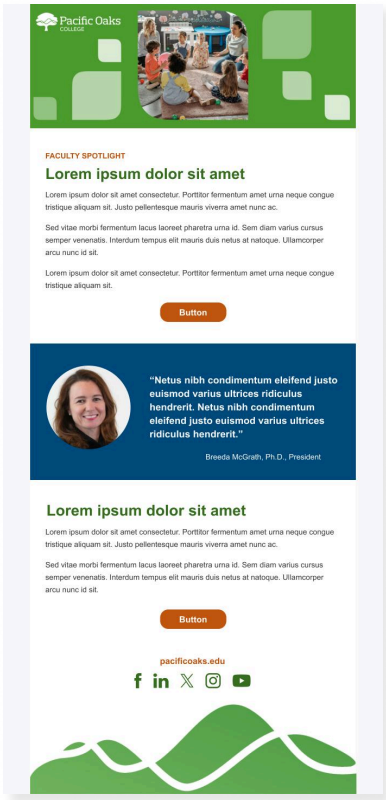 Pacific Oaks
COLLEGE
FACULTY SPOTLIGHT
Lorem ipsum dolor sit amet
Lorem ipsum dolor sit amet consectetur. Porttitor fermentum amet urna neque congue
tristique aliquam sit. Justo pellentesque mauris viverra amet nunc ac.
Sed vitae morbi fermentum lacus laoreet pharetra urna id. Sem diam varius cursus
semper venenatis. Interdum tempus elit mauris duis netus at natoque. Ullamcorper
arcu nunc id sit.
Lorem ipsum dolor sit amet consectetur. Porttitor fermentum amet urna neque congue
tristique aliquam sit.
Button
“Netus nibh condimentum eleifend justo
euismod varius ultrices ridiculus
hendrerit. Netus nibh condimentum
eleifend justo euismod varius ultrices
ridiculus hendrerit.”
Breeda McGrath, Ph.D., President
Lorem ipsum dolor sit amet
Lorem ipsum dolor sit amet consectetur. Porttitor fermentum amet urna neque congue
tristique aliquam sit. Justo pellentesque mauris viverra amet nunc ac.
Sed vitae morbi fermentum lacus laoreet pharetra urna id. Sem diam varius cursus
semper venenatis. Interdum tempus elit mauris duis netus at natoque. Ullamcorper
arcu nunc id sit.
Button
pacificoaks.edu